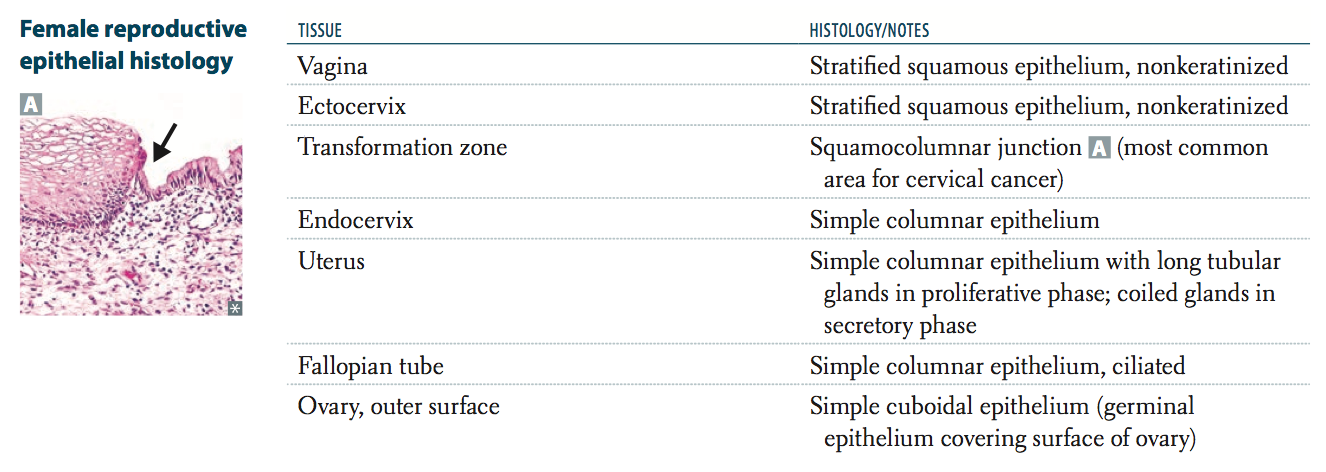 Female reproductive
epithelial histology
A
*
TISSUE
HISTOLOGY/NOTES
Vagina
Stratified squamous epithelium, nonkeratinized
Ectocervix
Stratified squamous epithelium, nonkeratinized
Transformation zone
Squamocolumnar junction A (most common
area for cervical cancer)
Endocervix
Simple columnar epithelium
Uterus
Simple columnar epithelium with long tubular
glands in proliferative phase; coiled glands in
secretory phase
Fallopian tube
Simple columnar epithelium, ciliated
Ovary, outer surface
Simple cuboidal epithelium (germinal
epithelium covering surface of ovary)